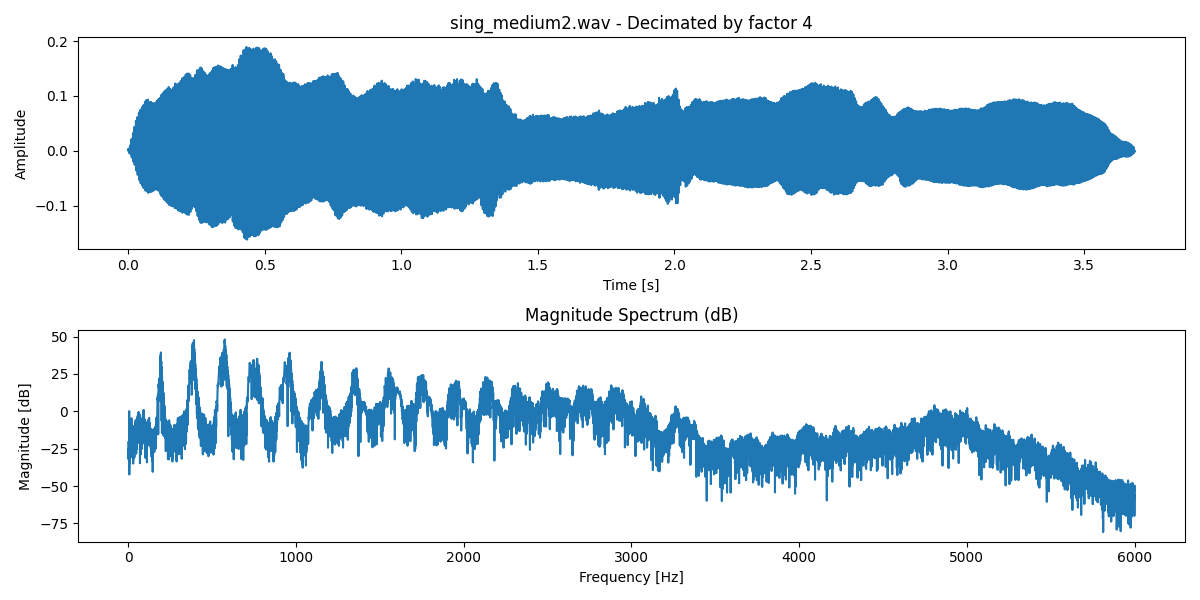 sing_medium2.wav - Decimated by factor 4
0.2
0.1
0.0
−0.1
Amplitude
0.0 0.5 1.0 1.5 2.0 2.5 3.0 3.5
Time [s]
Magnitude Spectrum (dB)
50
25
0
−25
−50
−75
Magnitude [dB]
0 1000 2000 3000 4000 5000 6000
Frequency [Hz]